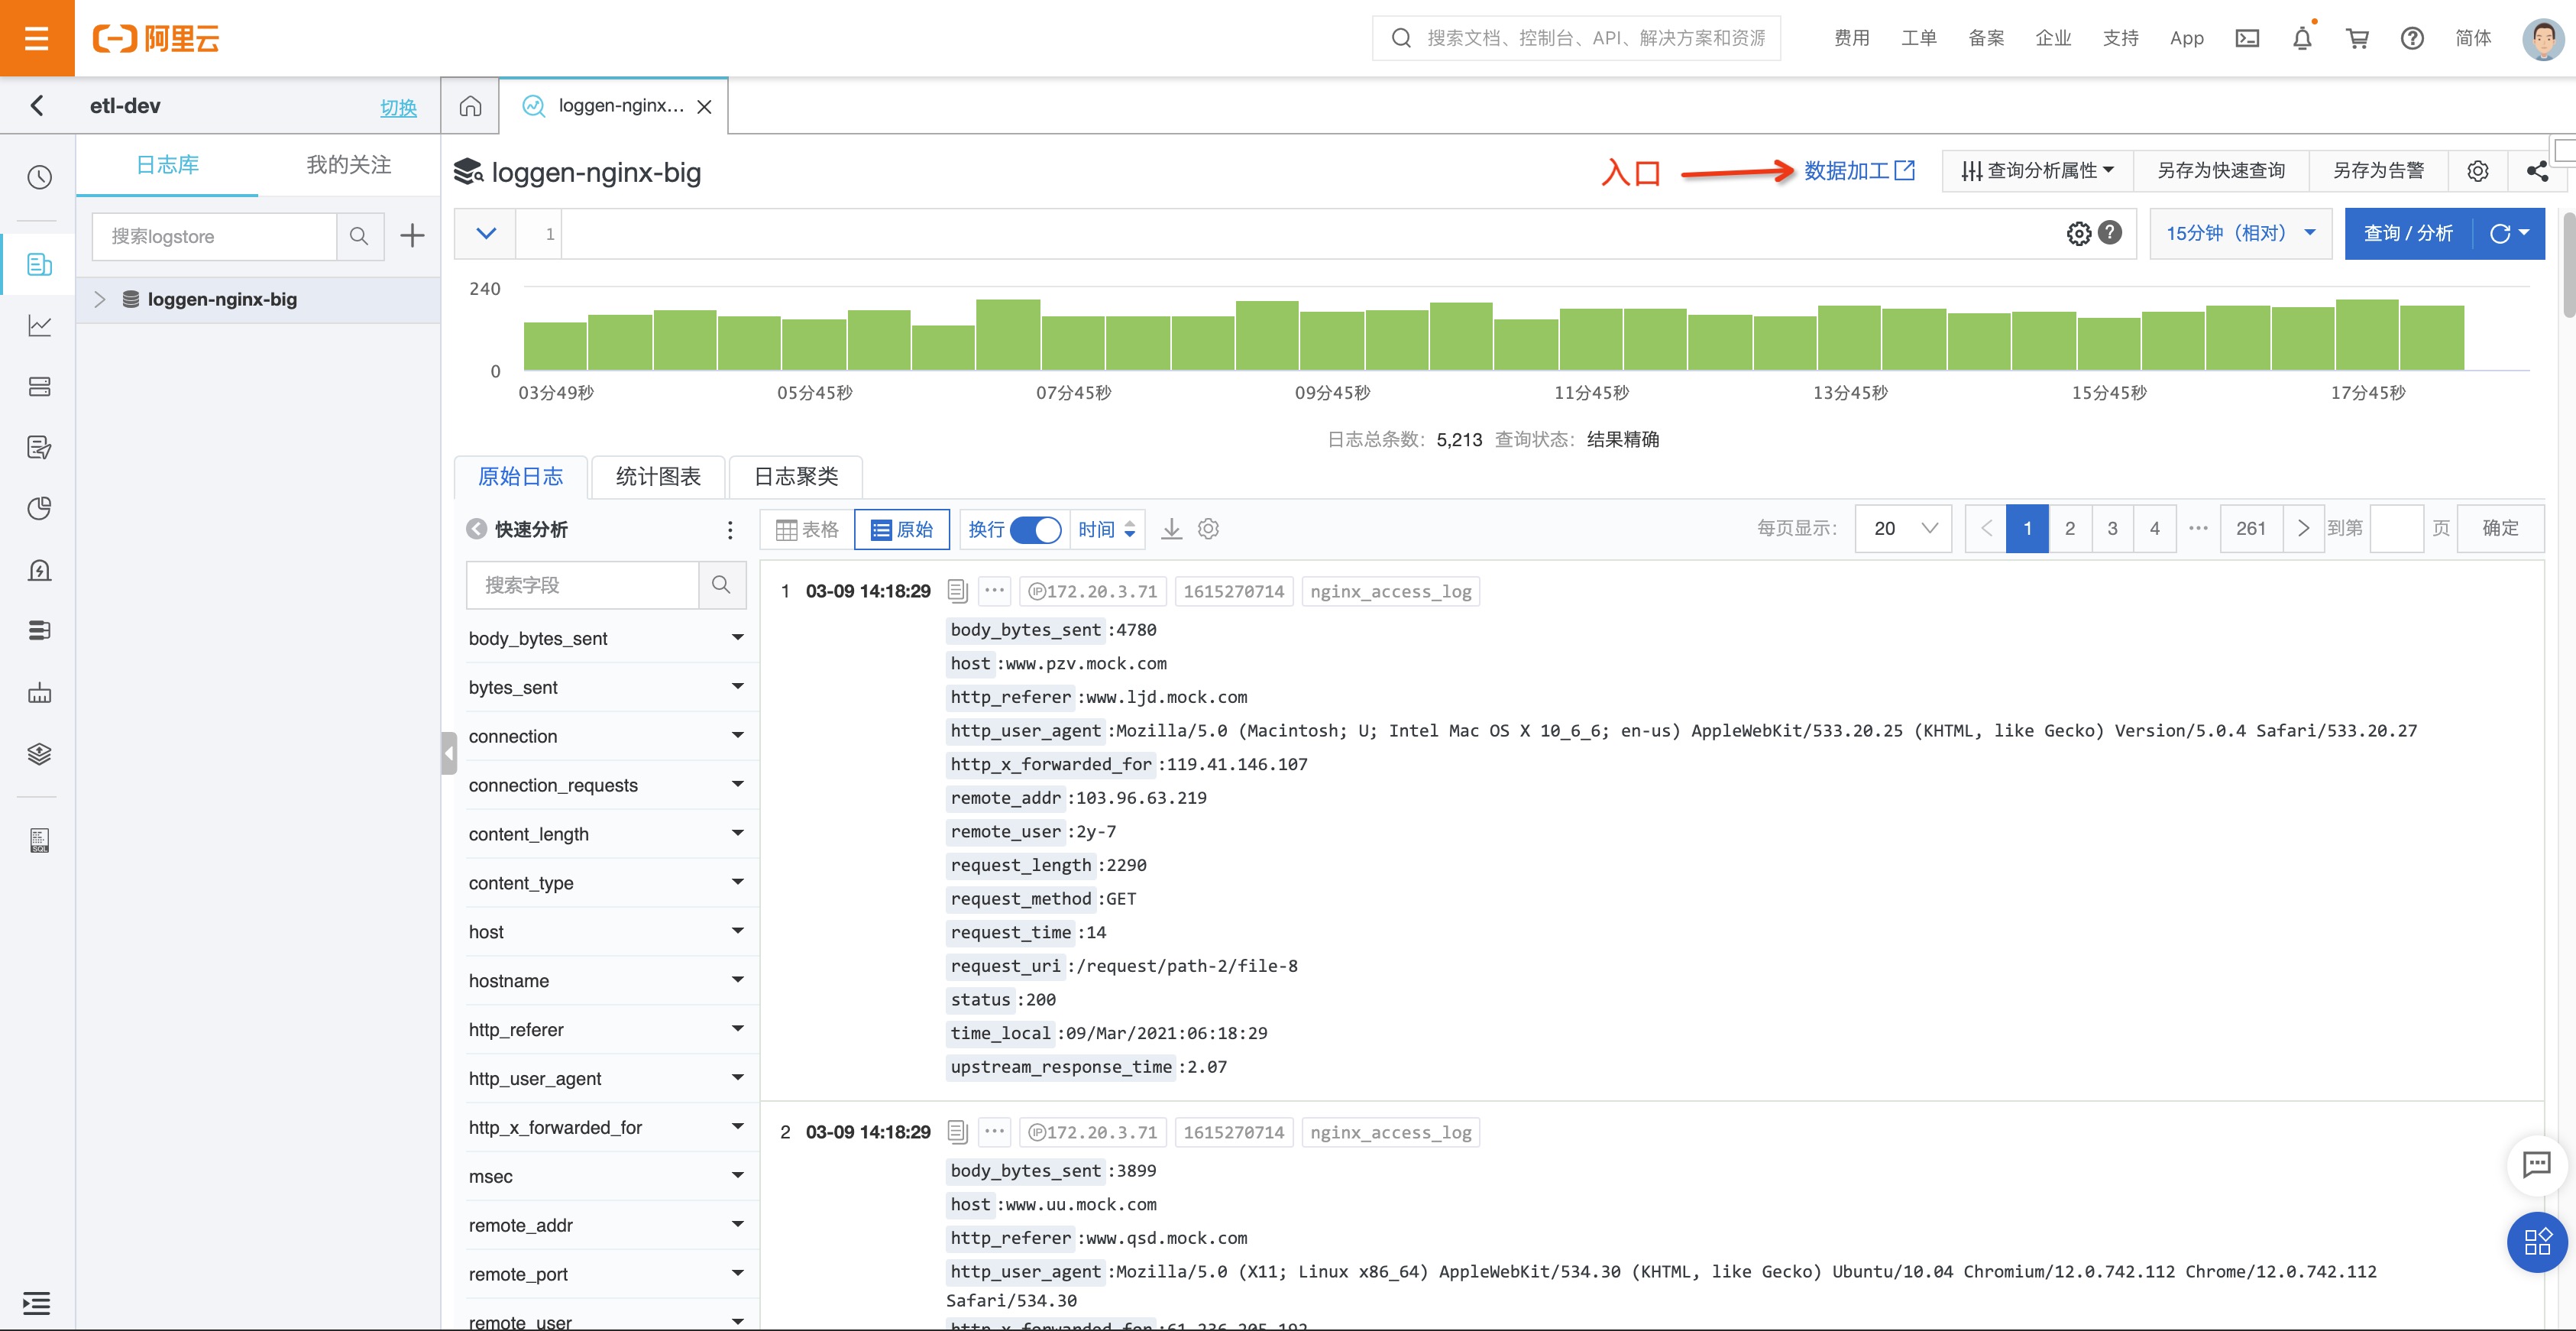 阿里云
搜索文档、控制台、API、解决方案和资源
费用 工单 备案 企业 支持 App 简体
etl-dev 切换
loggen-nginx...
日志库 我的关注
搜索logstore
loggen-nginx-big
loggen-nginx-big
入口 数据加工 查询分析属性 另存为快速查询 另存为告警
1 15分钟（相对） 查询 / 分析
240
0
03分49秒 05分45秒 07分45秒 09分45秒 11分45秒 13分45秒 15分45秒 17分45秒
日志总条数： 5,213 查询状态： 结果精确
原始日志 统计图表 日志聚类
快速分析
表格 原始 换行 时间
每页显示： 20 1 2 3 4 ··· 261 到第 页 确定
搜索字段
body_bytes_sent
bytes_sent
connection
connection_requests
content_length
content_type
host
hostname
http_referer
http_user_agent
http_x_forwarded_for
msec
remote_addr
remote_port
remote_user
1 03-09 14:18:29 ··· IP 172.20.3.71 1615270714 nginx_access_log
body_bytes_sent :4780
host :www.pzv.mock.com
http_referer :www.ljd.mock.com
http_user_agent :Mozilla/5.0 (Macintosh; U; Intel Mac OS X 10_6_6; en-us) AppleWebKit/533.20.25 (KHTML, like Gecko) Version/5.0.4 Safari/533.20.27
http_x_forwarded_for :119.41.146.107
remote_addr :103.96.63.219
remote_user :2y-7
request_length :2290
request_method :GET
request_time :14
request_uri :/request/path-2/file-8
status :200
time_local :09/Mar/2021:06:18:29
upstream_response_time :2.07
2 03-09 14:18:29 ··· IP 172.20.3.71 1615270714 nginx_access_log
body_bytes_sent :3899
host :www.uu.mock.com
http_referer :www.qsd.mock.com
http_user_agent :Mozilla/5.0 (X11; Linux x86_64) AppleWebKit/534.30 (KHTML, like Gecko) Ubuntu/10.04 Chromium/12.0.742.112 Chrome/12.0.742.112
Safari/534.30
http_x_forwarded_for :61.236.205.192
SQL